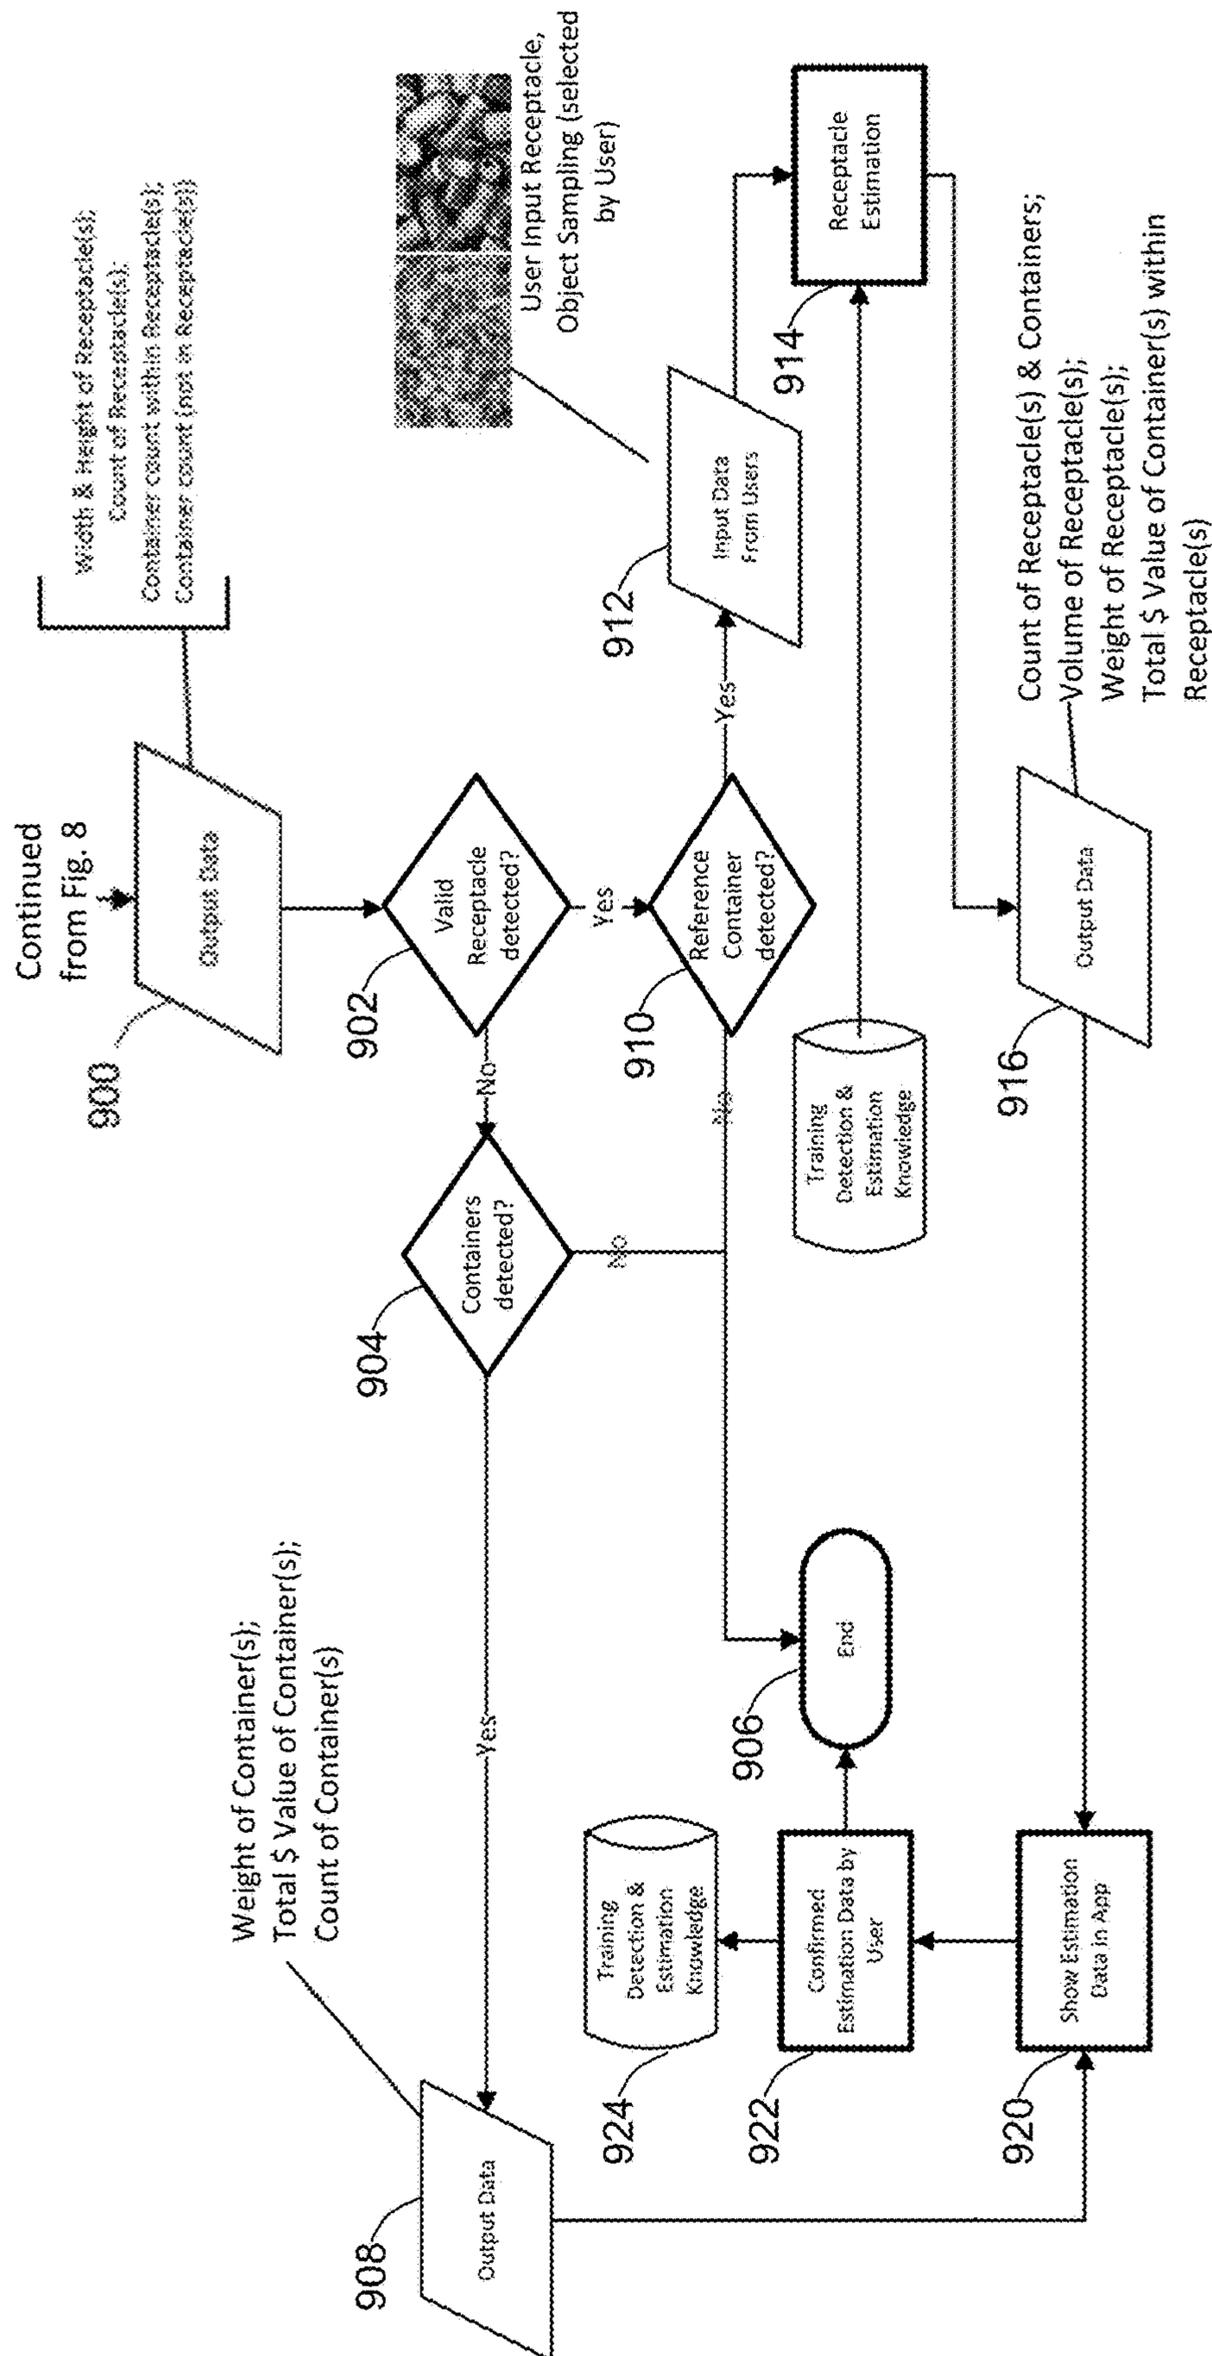 Continued
from Fig. 8
900
Output Data
Width & Height of Receptacle(s);
Count of Receptacle(s);
Container count within Receptacle(s);
Container count (not in Receptacle(s))
902
Valid
Receptacle
detected?
No
Yes
904
Containers
detected?
Yes
No
908
Output Data
Weight of Container(s);
Total $ Value of Container(s);
Count of Container(s)
910
Reference
Container
detected?
No
Yes
912
Input Data
From Users
User Input Receptacle,
Object Sampling (selected
by User)
914
Receptacle
Estimation
Training
Detection &
Estimation
Knowledge
916
Output Data
Count of Receptacle(s) & Containers;
Volume of Receptacle(s);
Weight of Receptacle(s);
Total $ Value of Container(s) within
Receptacle(s)
920
Show Estimation
Data in App
922
Confirmed
Estimation Data by
User
924
Training
Detection &
Estimation
Knowledge
906
End